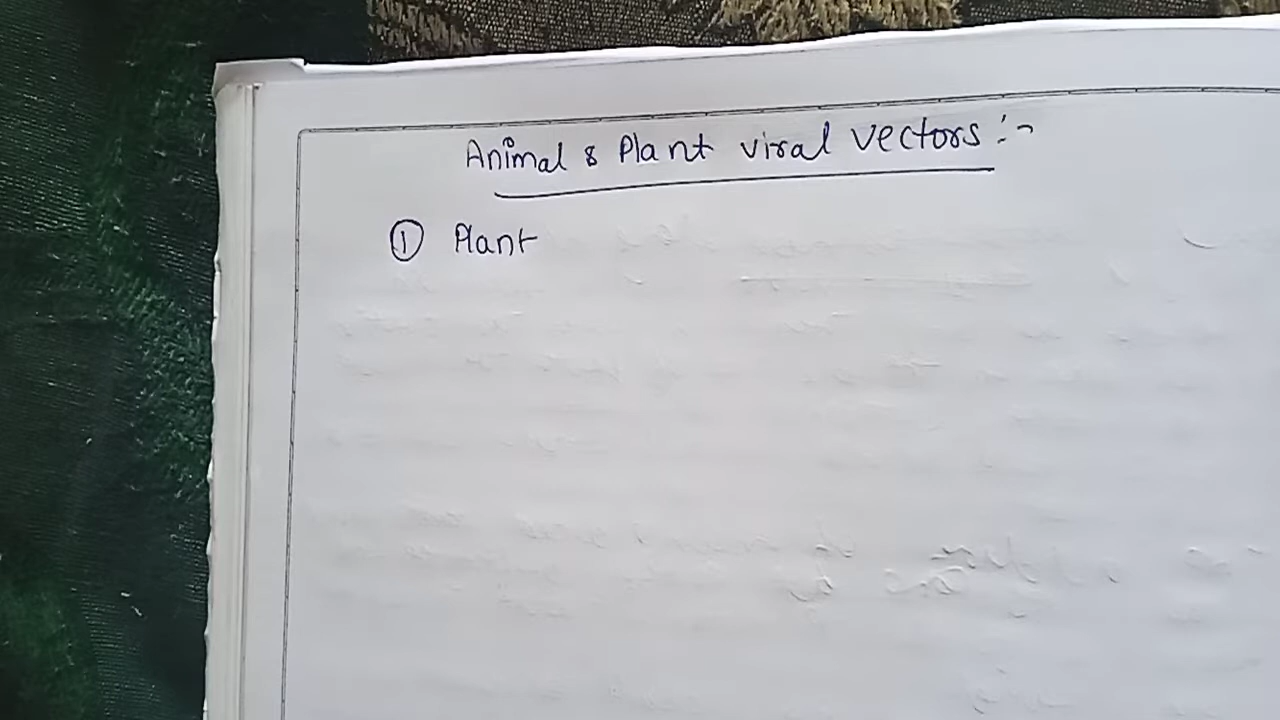 Animal & Plant viral vectors :-
① Plant